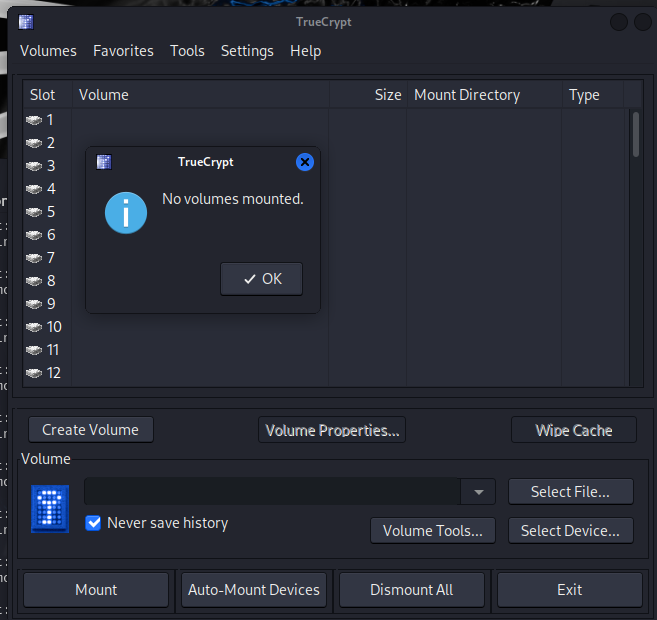 TrueCrypt
Volumes Favorites Tools Settings Help
Slot Volume Size Mount Directory Type
1
2
3
4
5
6
7
8
9
10
11
12
TrueCrypt
No volumes mounted.
OK
Create Volume Volume Properties... Wipe Cache
Volume
Select File...
Never save history
Volume Tools... Select Device...
Mount Auto-Mount Devices Dismount All Exit